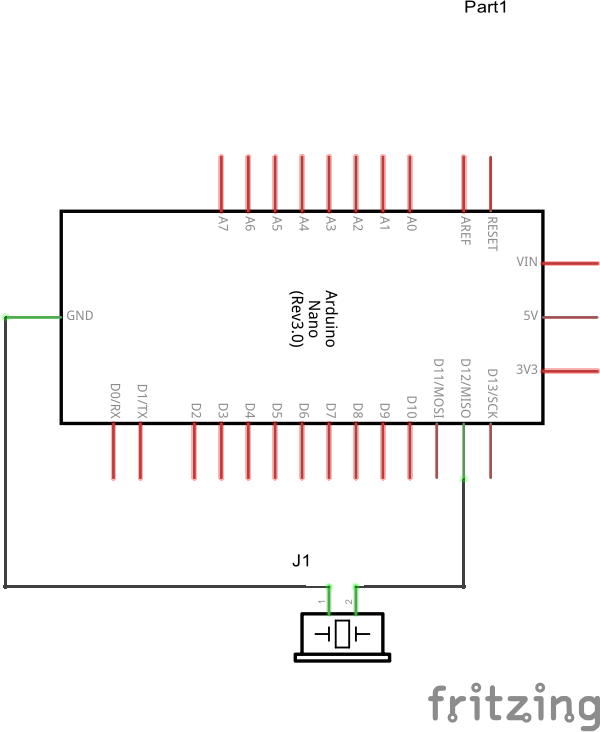 Part1
A7
A6
A5
A4
A3
A2
A1
A0
AREF
RESET
VIN
GND
Arduino
Nano
(Rev3.0)
5V
3V3
D0/RX
D1/TX
D2
D3
D4
D5
D6
D7
D8
D9
D10
D11/MOSI
D12/MISO
D13/SCK
J1
1
2
fritzing